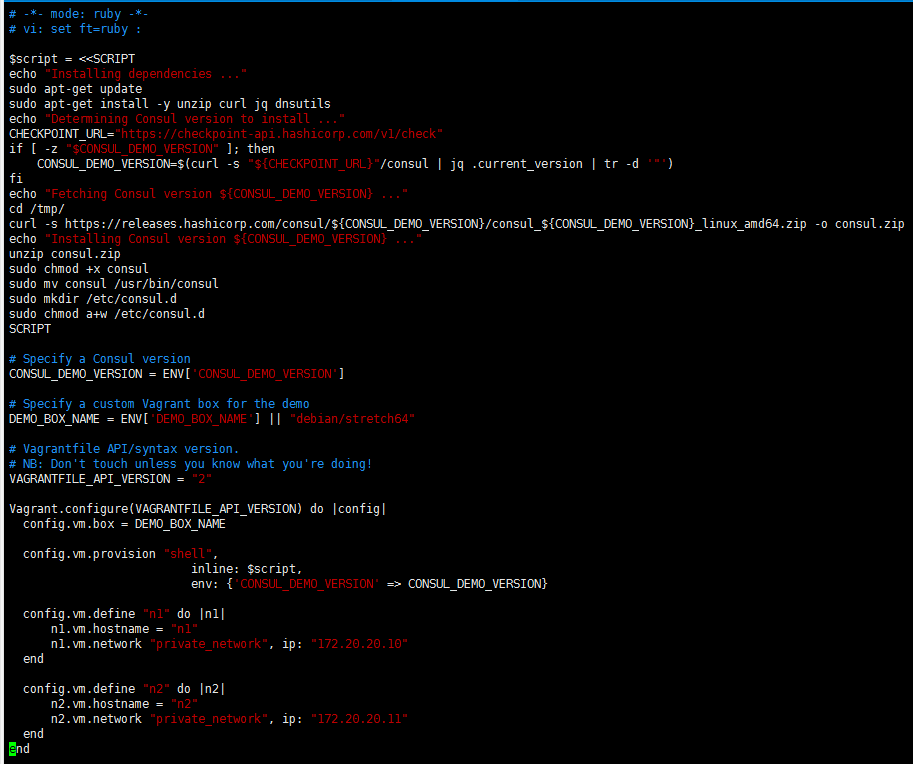 # -*- mode: ruby -*-
# vi: set ft=ruby :

$script = <<SCRIPT
echo "Installing dependencies ..."
sudo apt-get update
sudo apt-get install -y unzip curl jq dnsutils
echo "Determining Consul version to install ..."
CHECKPOINT_URL="https://checkpoint-api.hashicorp.com/v1/check"
if [ -z "$CONSUL_DEMO_VERSION" ]; then
    CONSUL_DEMO_VERSION=$(curl -s "${CHECKPOINT_URL}"/consul | jq .current_version | tr -d '"')
fi
echo "Fetching Consul version ${CONSUL_DEMO_VERSION} ..."
cd /tmp/
curl -s https://releases.hashicorp.com/consul/${CONSUL_DEMO_VERSION}/consul_${CONSUL_DEMO_VERSION}_linux_amd64.zip -o consul.zip
echo "Installing Consul version ${CONSUL_DEMO_VERSION} ..."
unzip consul.zip
sudo chmod +x consul
sudo mv consul /usr/bin/consul
sudo mkdir /etc/consul.d
sudo chmod a+w /etc/consul.d
SCRIPT

# Specify a Consul version
CONSUL_DEMO_VERSION = ENV['CONSUL_DEMO_VERSION']

# Specify a custom Vagrant box for the demo
DEMO_BOX_NAME = ENV['DEMO_BOX_NAME'] || "debian/stretch64"

# Vagrantfile API/syntax version.
# NB: Don't touch unless you know what you're doing!
VAGRANTFILE_API_VERSION = "2"

Vagrant.configure(VAGRANTFILE_API_VERSION) do |config|
  config.vm.box = DEMO_BOX_NAME

  config.vm.provision "shell",
                          inline: $script,
                          env: {'CONSUL_DEMO_VERSION' => CONSUL_DEMO_VERSION}

  config.vm.define "n1" do |n1|
      n1.vm.hostname = "n1"
      n1.vm.network "private_network", ip: "172.20.20.10"
  end

  config.vm.define "n2" do |n2|
      n2.vm.hostname = "n2"
      n2.vm.network "private_network", ip: "172.20.20.11"
  end
end